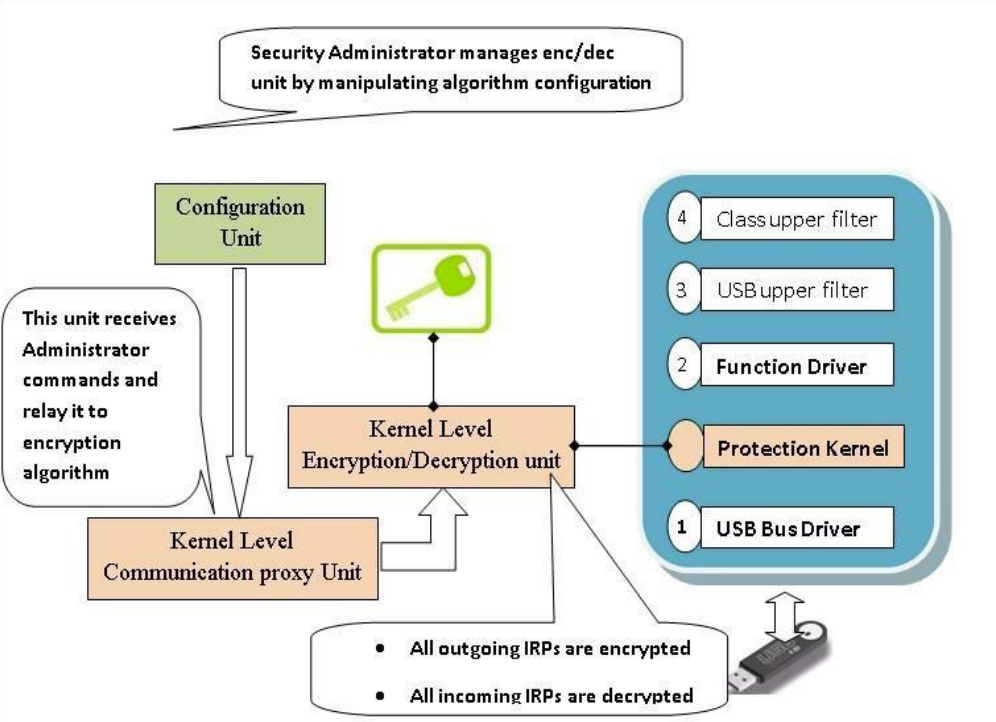 Security Administrator manages enc/dec
unit by manipulating algorithm configuration
Configuration
Unit
This unit receives
Administrator
commands and
relay it to
encryption
algorithm
Kernel Level
Encryption/Decryption unit
Kernel Level
Communication proxy Unit
• All outgoing IRPs are encrypted
• All incoming IRPs are decrypted
4 Class upper filter
3 USB upper filter
2 Function Driver
Protection Kernel
1 USB Bus Driver